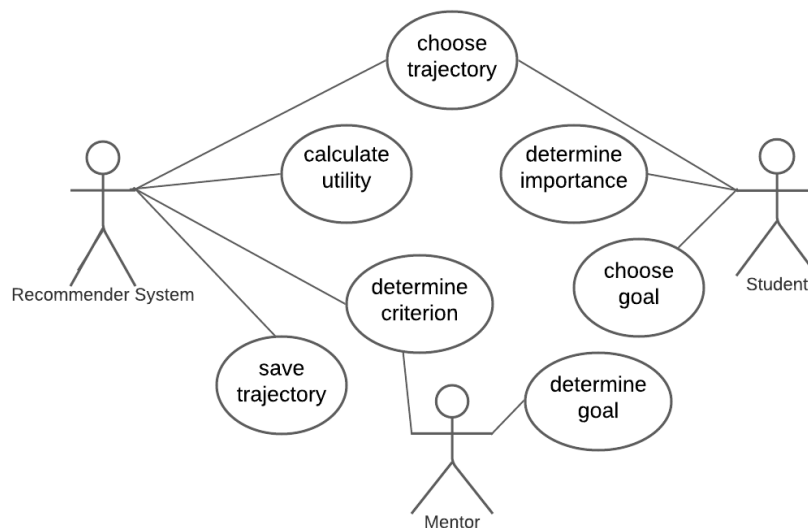 choose
trajectory
calculate
utility
determine
importance
Recommender System
determine
criterion
choose
goal
Student
save
trajectory
determine
goal
Mentor